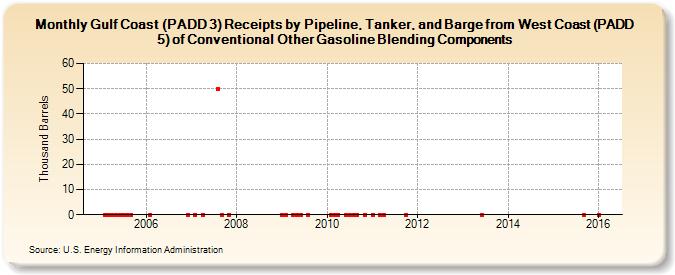 Monthly Gulf Coast (PADD 3) Receipts by Pipeline, Tanker, and Barge from West Coast (PADD
5) of Conventional Other Gasoline Blending Components
Thousand Barrels
60
50
40
30
20
10
0
2006 2008 2010 2012 2014 2016
Source: U.S. Energy Information Administration